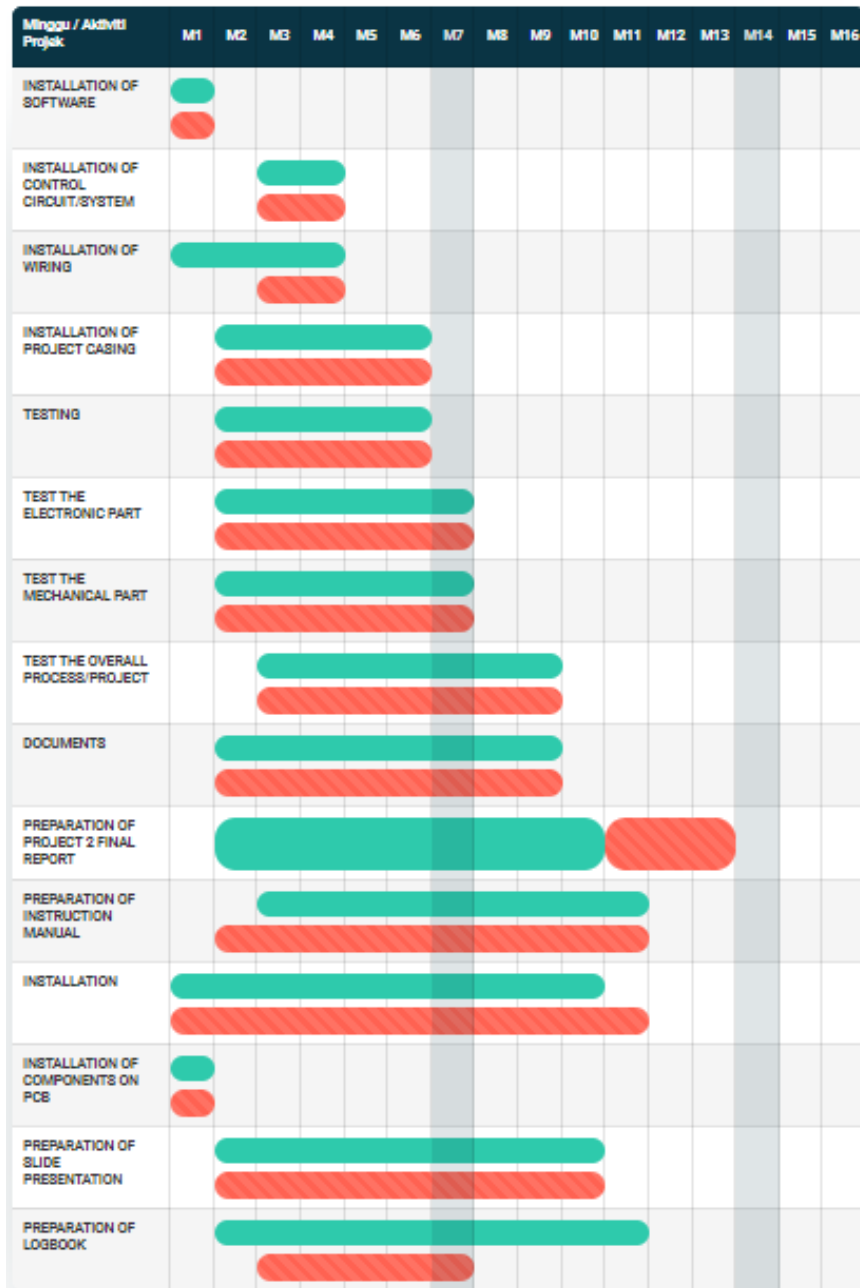 Minggu / Aktiviti
Projek
M1 M2 M3 M4 M5 M6 M7 M8 M9 M10 M11 M12 M13 M14 M15 M16
INSTALLATION OF
SOFTWARE
INSTALLATION OF
CONTROL
CIRCUIT/SYSTEM
INSTALLATION OF
WIRING
INSTALLATION OF
PROJECT CASING
TESTING
TEST THE
ELECTRONIC PART
TEST THE
MECHANICAL PART
TEST THE OVERALL
PROCESS/PROJECT
DOCUMENTS
PREPARATION OF
PROJECT 2 FINAL
REPORT
PREPARATION OF
INSTRUCTION
MANUAL
INSTALLATION
INSTALLATION OF
COMPONENTS ON
PCB
PREPARATION OF
SLIDE
PRESENTATION
PREPARATION OF
LOGBOOK